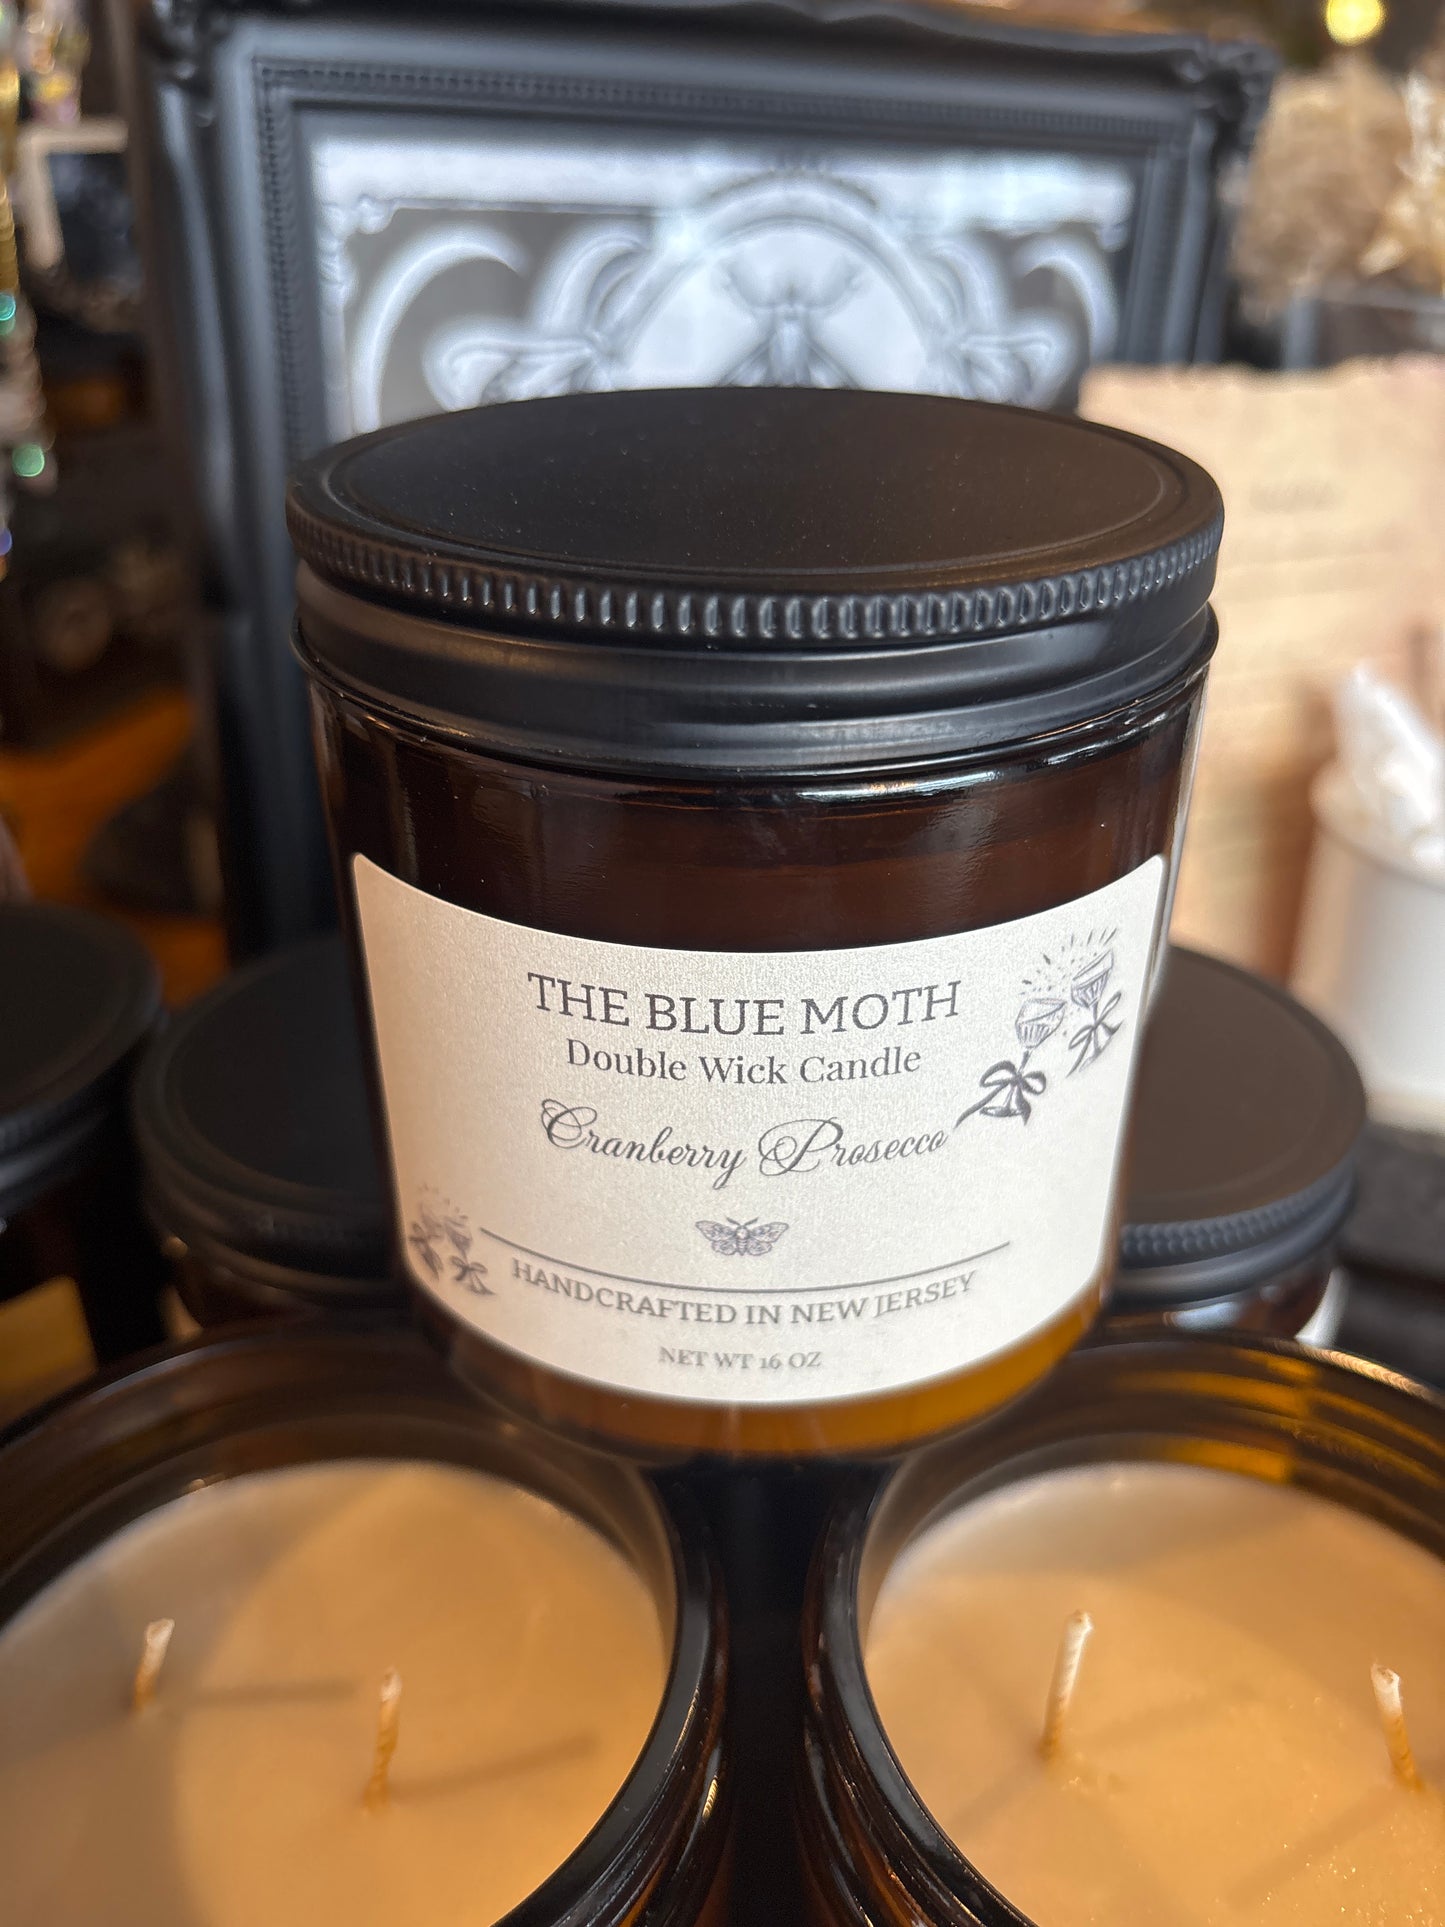 THE BLUE MOTH
Double Wick Candle
Cranberry Prosecco
HANDCRAFTED IN NEW JERSEY
NET WT 16 OZ